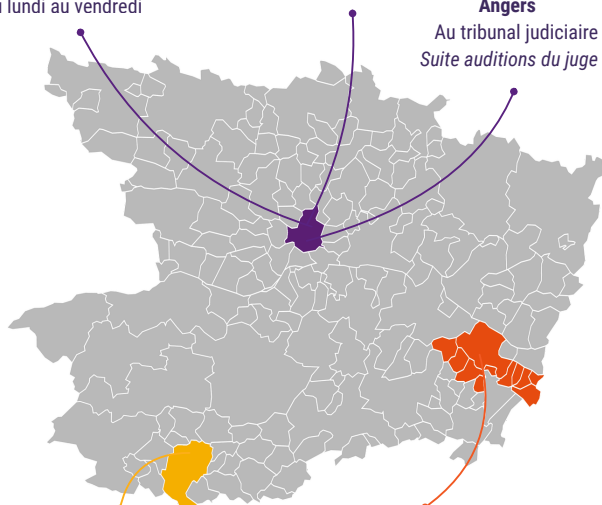 lundi au vendredi
Angers
Au tribunal judiciaire
Suite auditions du juge